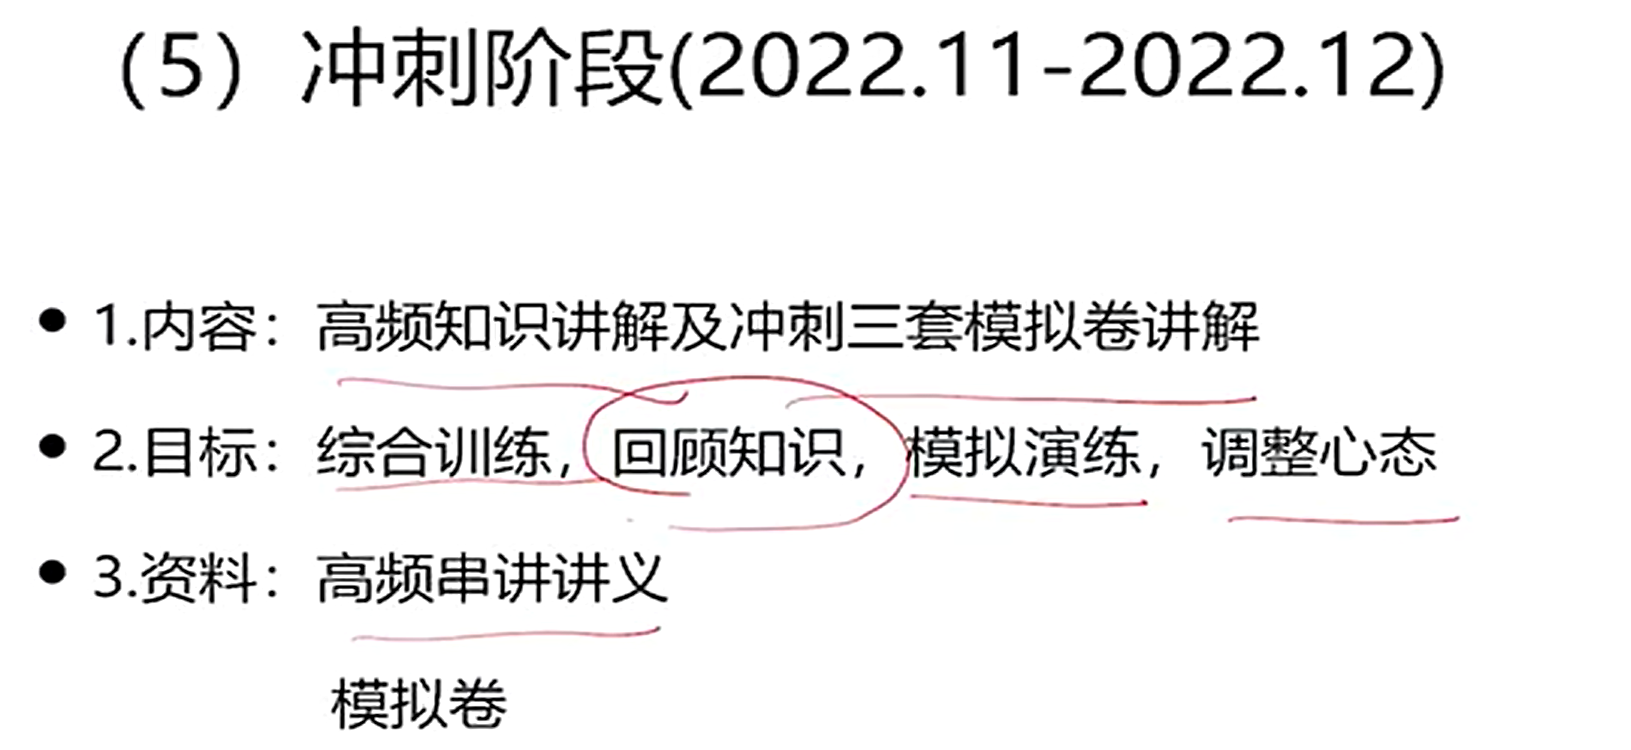 （5）冲刺阶段(2022.11-2022.12)
● 1.内容：高频知识讲解及冲刺三套模拟卷讲解
● 2.目标：综合训练，回顾知识，模拟演练，调整心态
● 3.资料：高频串讲讲义
模拟卷